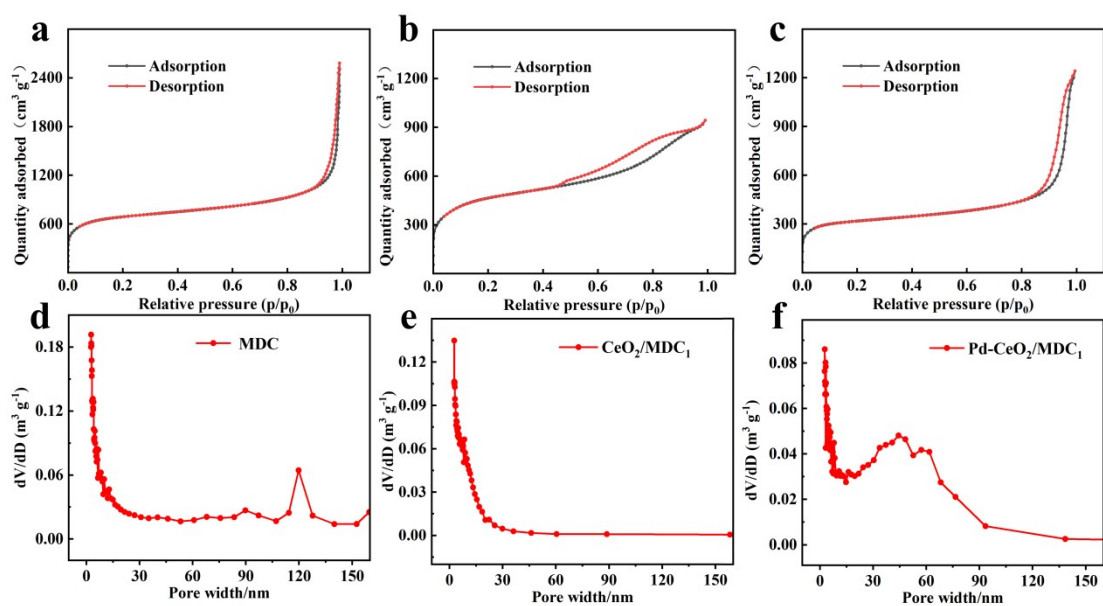 a
Adsorption
Desorption
2400
1800
1200
600
0.0 0.2 0.4 0.6 0.8 1.0
Quantity adsorbed (cm³ g⁻¹)
Relative pressure (p/p₀)
b
Adsorption
Desorption
1200
900
600
300
0.0 0.2 0.4 0.6 0.8 1.0
Quantity adsorbed (cm³ g⁻¹)
Relative pressure (p/p₀)
c
Adsorption
Desorption
1200
900
600
300
0.0 0.2 0.4 0.6 0.8 1.0
Quantity adsorbed (cm³ g⁻¹)
Relative pressure (p/p₀)
d
MDC
0.18
0.12
0.06
0.00
0 30 60 90 120 150
dV/dD (m³ g⁻¹)
Pore width/nm
e
CeO₂/MDC₁
0.12
0.09
0.06
0.03
0.00
0 30 60 90 120 150
dV/dD (m³ g⁻¹)
Pore width/nm
f
Pd-CeO₂/MDC₁
0.08
0.06
0.04
0.02
0.00
0 30 60 90 120 150
dV/dD (m³ g⁻¹)
Pore width/nm